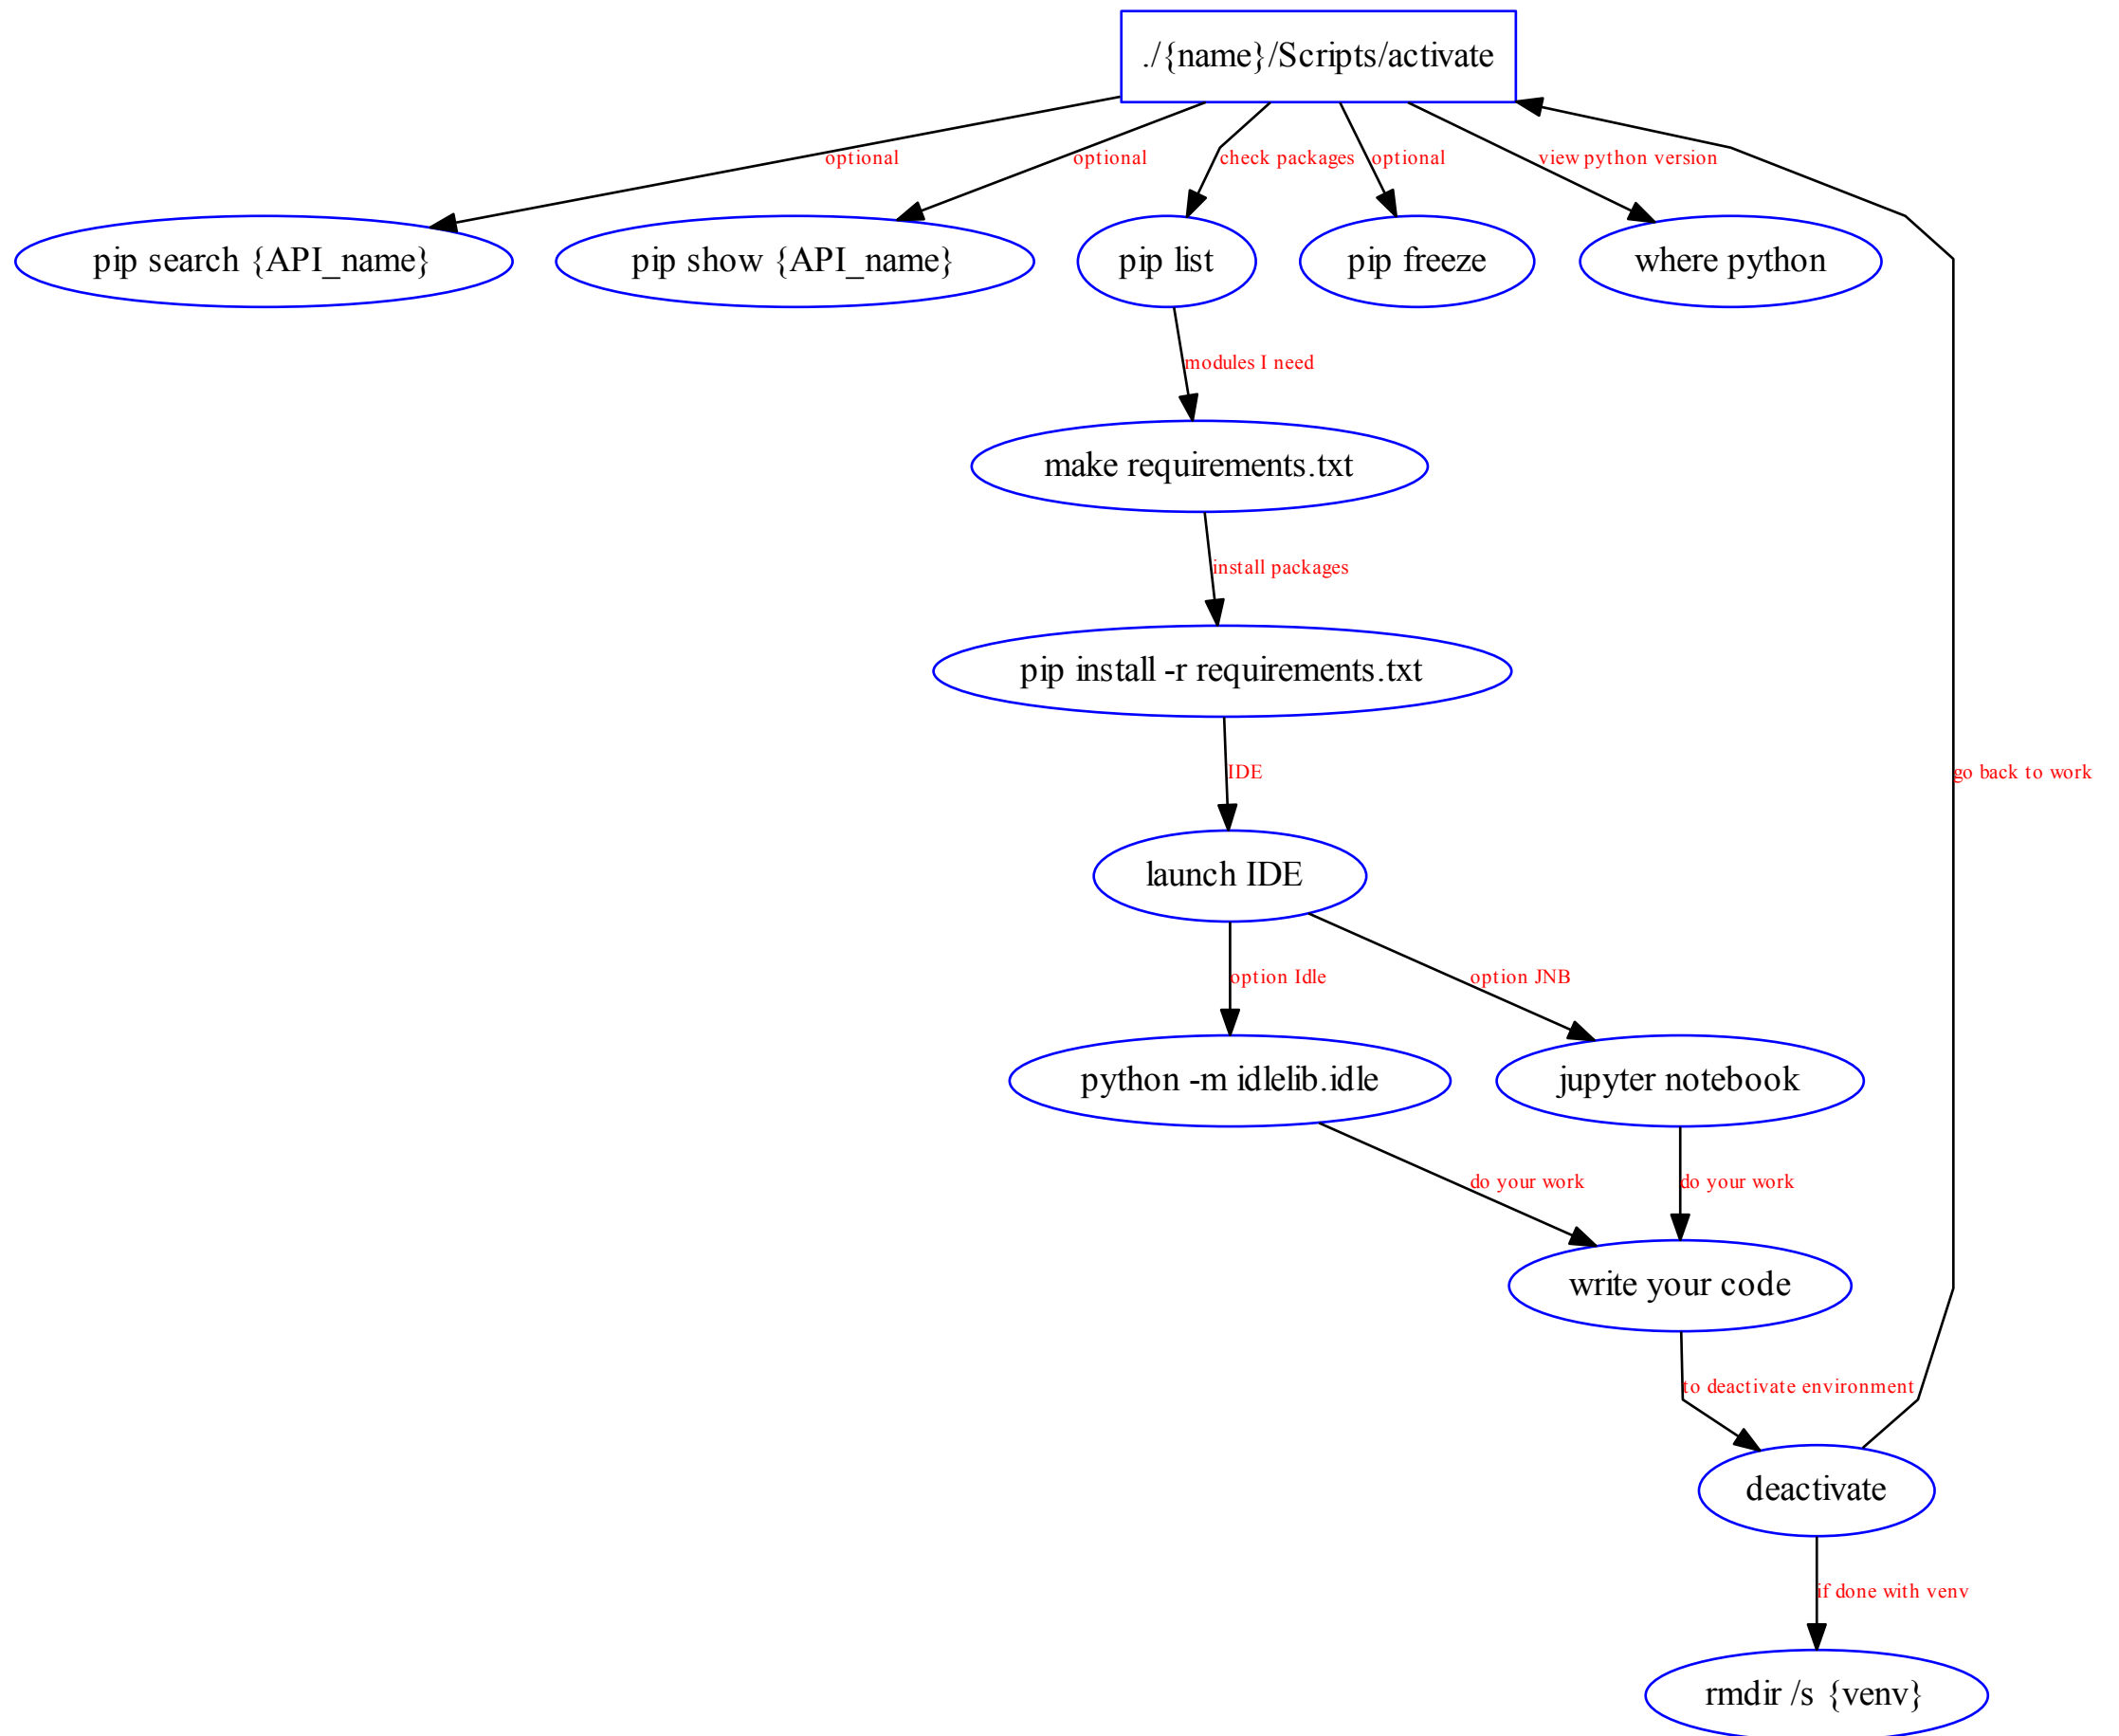 ./{name}/Scripts/activate
optional
optional
check packages
optional
view python version
pip search {API_name}
pip show {API_name}
pip list
pip freeze
where python
modules I need
make requirements.txt
install packages
pip install -r requirements.txt
IDE
go back to work
launch IDE
option Idle
option JNB
python -m idlelib.idle
jupyter notebook
do your work
do your work
write your code
to deactivate environment
deactivate
if done with venv
rmdir /s {venv}